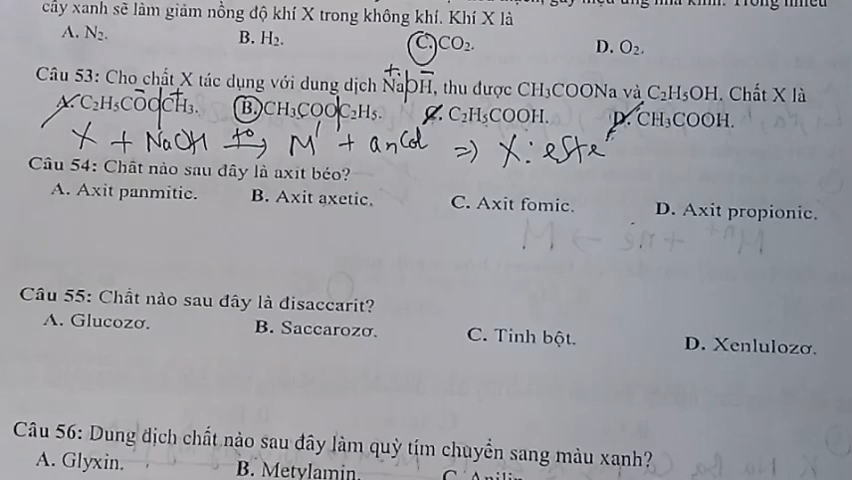 cây xanh sẽ làm giảm nồng độ khí X trong không khí. Khí X là
A. N₂. B. H₂. C. CO₂. D. O₂.
Câu 53: Cho chất X tác dụng với dung dịch NaOH, thu được CH₃COONa và C₂H₅OH. Chất X là
A. C₂H₅COOCH₃. B. CH₃COOC₂H₅. C. C₂H₅COOH. D. CH₃COOH.
X + NaOH t° → M' + ancol => X: este
Câu 54: Chất nào sau đây là axit béo?
A. Axit panmitic. B. Axit axetic. C. Axit fomic. D. Axit propionic.
Câu 55: Chất nào sau đây là đisaccarit?
A. Glucozơ. B. Saccarozơ. C. Tinh bột. D. Xenlulozơ.
Câu 56: Dung dịch chất nào sau đây làm quỳ tím chuyển sang màu xanh?
A. Glyxin. B. Metylamin. C. Anilin